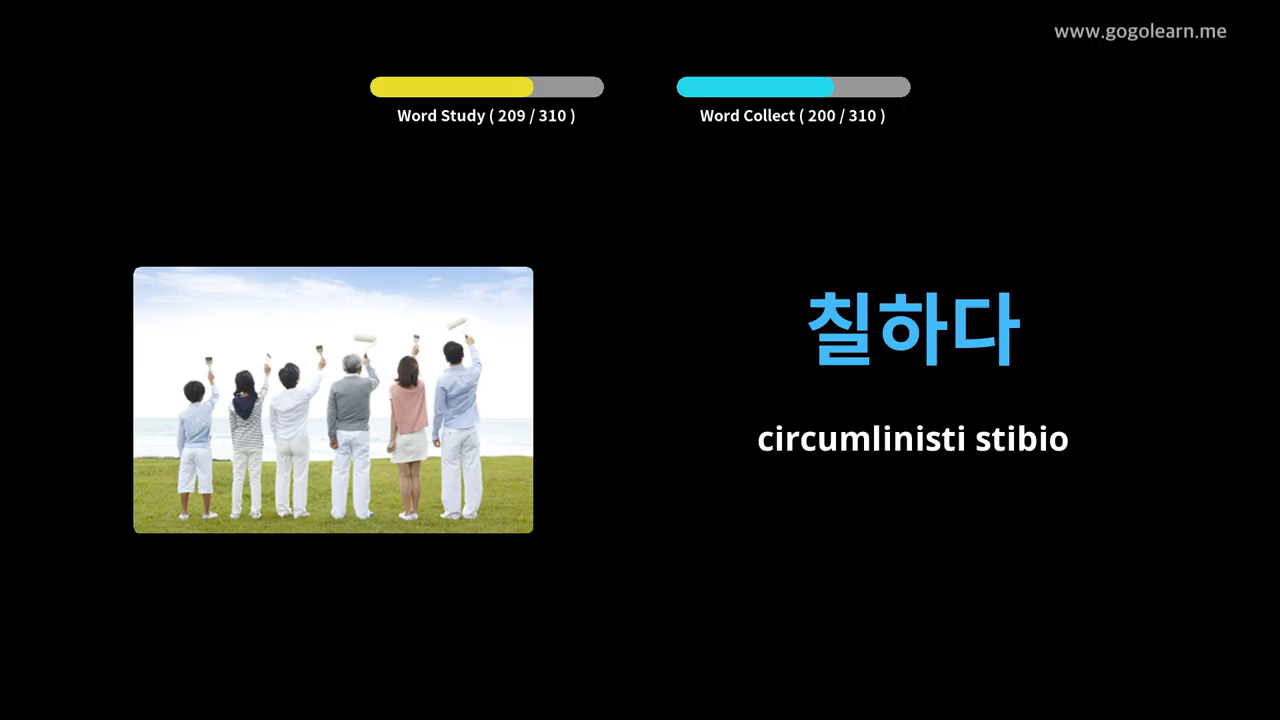 www.gogolearn.me
Word Study ( 209 / 310 )
Word Collect ( 200 / 310 )
칠하다
circumlinisti stibio